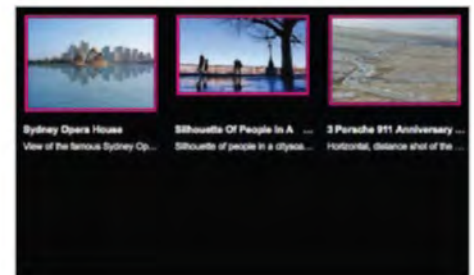 Sydney Opera House
View of the famous Sydney Op...
Silhouette Of People In A ...
Silhouette of people in a cityso...
3 Porsche 911 Anniversary ...
Horizontal, distance shot of the ...